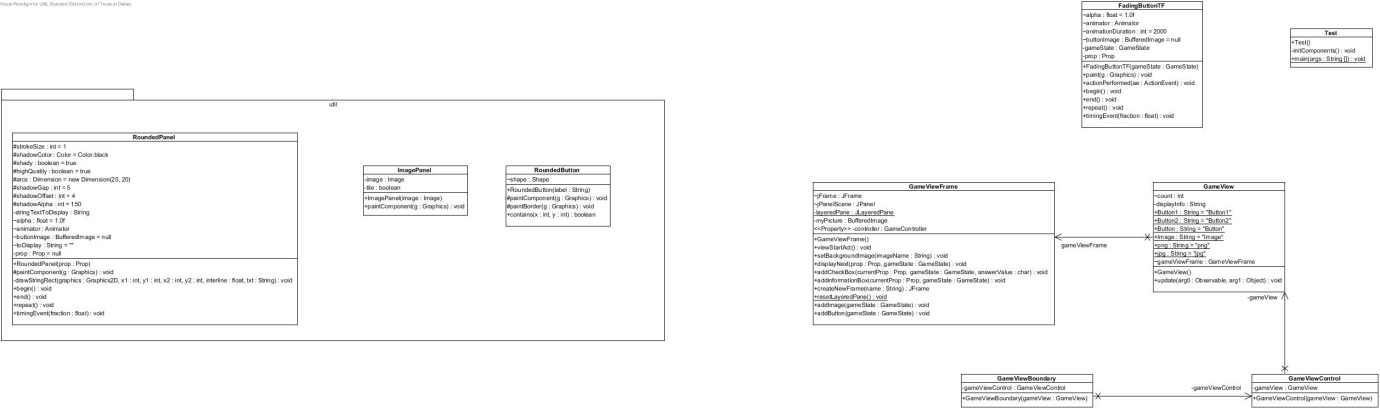 Visual Paradigm for UML Standard Edition(Univ. of Texas at Dallas)
FadingButtonTF
~alpha : float = 1.0f
~animator : Animator
~animationDuration : int = 2000
~buttonImage : BufferedImage = null
-gameState : GameState
-prop : Prop
+FadingButtonTF(gameState : GameState)
+paint(g : Graphics) : void
+actionPerformed(ae : ActionEvent) : void
+begin() : void
+end() : void
+repeat() : void
+timingEvent(fraction : float) : void
Test
+Test()
-initComponents() : void
+main(args : String []) : void
util
RoundedPanel
#strokeSize : int = 1
#shadowColor : Color = Color.black
#shady : boolean = true
#highQuality : boolean = true
#arcs : Dimension = new Dimension(20, 20)
#shadowGap : int = 5
#shadowOffset : int = 4
#shadowAlpha : int = 150
-stringTextToDisplay : String
~alpha : float = 1.0f
~animator : Animator
~buttonImage : BufferedImage = null
~toDisplay : String = ""
-prop : Prop = null
+RoundedPanel(prop : Prop)
#paintComponent(g : Graphics) : void
-drawStringRect(graphics : Graphics2D, x1 : int, y1 : int, x2 : int, y2 : int, interline : float, txt : String) : void
+begin() : void
+end() : void
+repeat() : void
+timingEvent(fraction : float) : void
ImagePanel
-image : Image
-tile : boolean
+ImagePanel(image : Image)
+paintComponent(g : Graphics) : void
RoundedButton
~shape : Shape
+RoundedButton(label : String)
#paintComponent(g : Graphics) : void
#paintBorder(g : Graphics) : void
+contains(x : int, y : int) : boolean
GameViewFrame
~jFrame : JFrame
~jPanelScene : JPanel
-layeredPane : JLayeredPane
-myPicture : BufferedImage
<<Property>> -controller : GameController
+GameViewFrame()
+viewStartAct() : void
+setBackgroundImage(imageName : String) : void
+displayNext(prop : Prop, gameState : GameState) : void
+addCheckBox(currentProp : Prop, gameState : GameState, answerValue : char) : void
+addInformationBox(currentProp : Prop, gameState : GameState) : void
+createNewFrame(name : String) : JFrame
+resetLayeredPane() : void
+addImage(gameState : GameState) : void
+addButton(gameState : GameState) : void
~gameViewFrame
GameView
~count : int
-displayInfo : String
+Button1 : String = "Button1"
+Button2 : String = "Button2"
+Button : String = "Button"
+Image : String = "Image"
+png : String = "png"
+jpg : String = "jpg"
~gameViewFrame : GameViewFrame
+GameView()
+update(arg0 : Observable, arg1 : Object) : void
-gameView
GameViewBoundary
-gameViewControl : GameViewControl
+GameViewBoundary(gameView : GameView)
-gameViewControl
GameViewControl
-gameView : GameView
+GameViewControl(gameView : GameView)